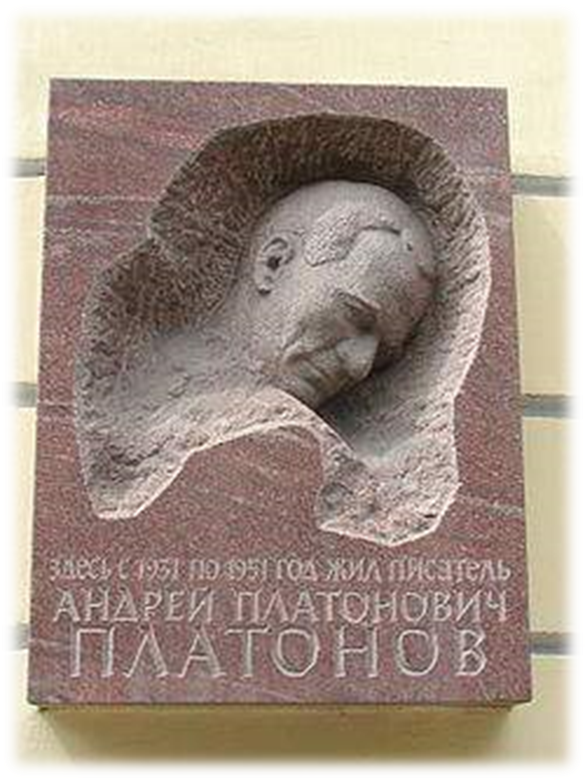 ЗДЕСЬ С 1931 ПО 1951 ГОД ЖИЛ ПИСАТЕЛЬ
АНДРЕЙ ПЛАТОНОВИЧ
ПЛАТОНОВ